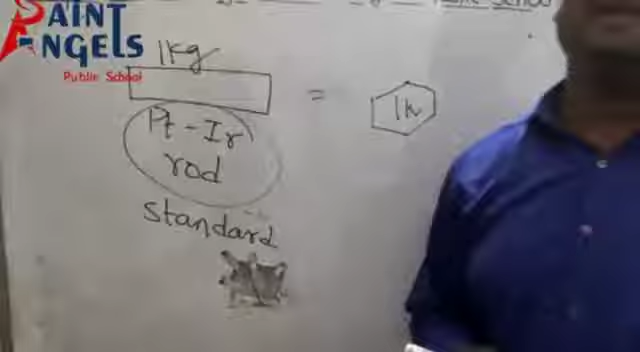 SAINT
ANGELS
Public School
1kg
= 1k
Pt - Ir
rod
standard